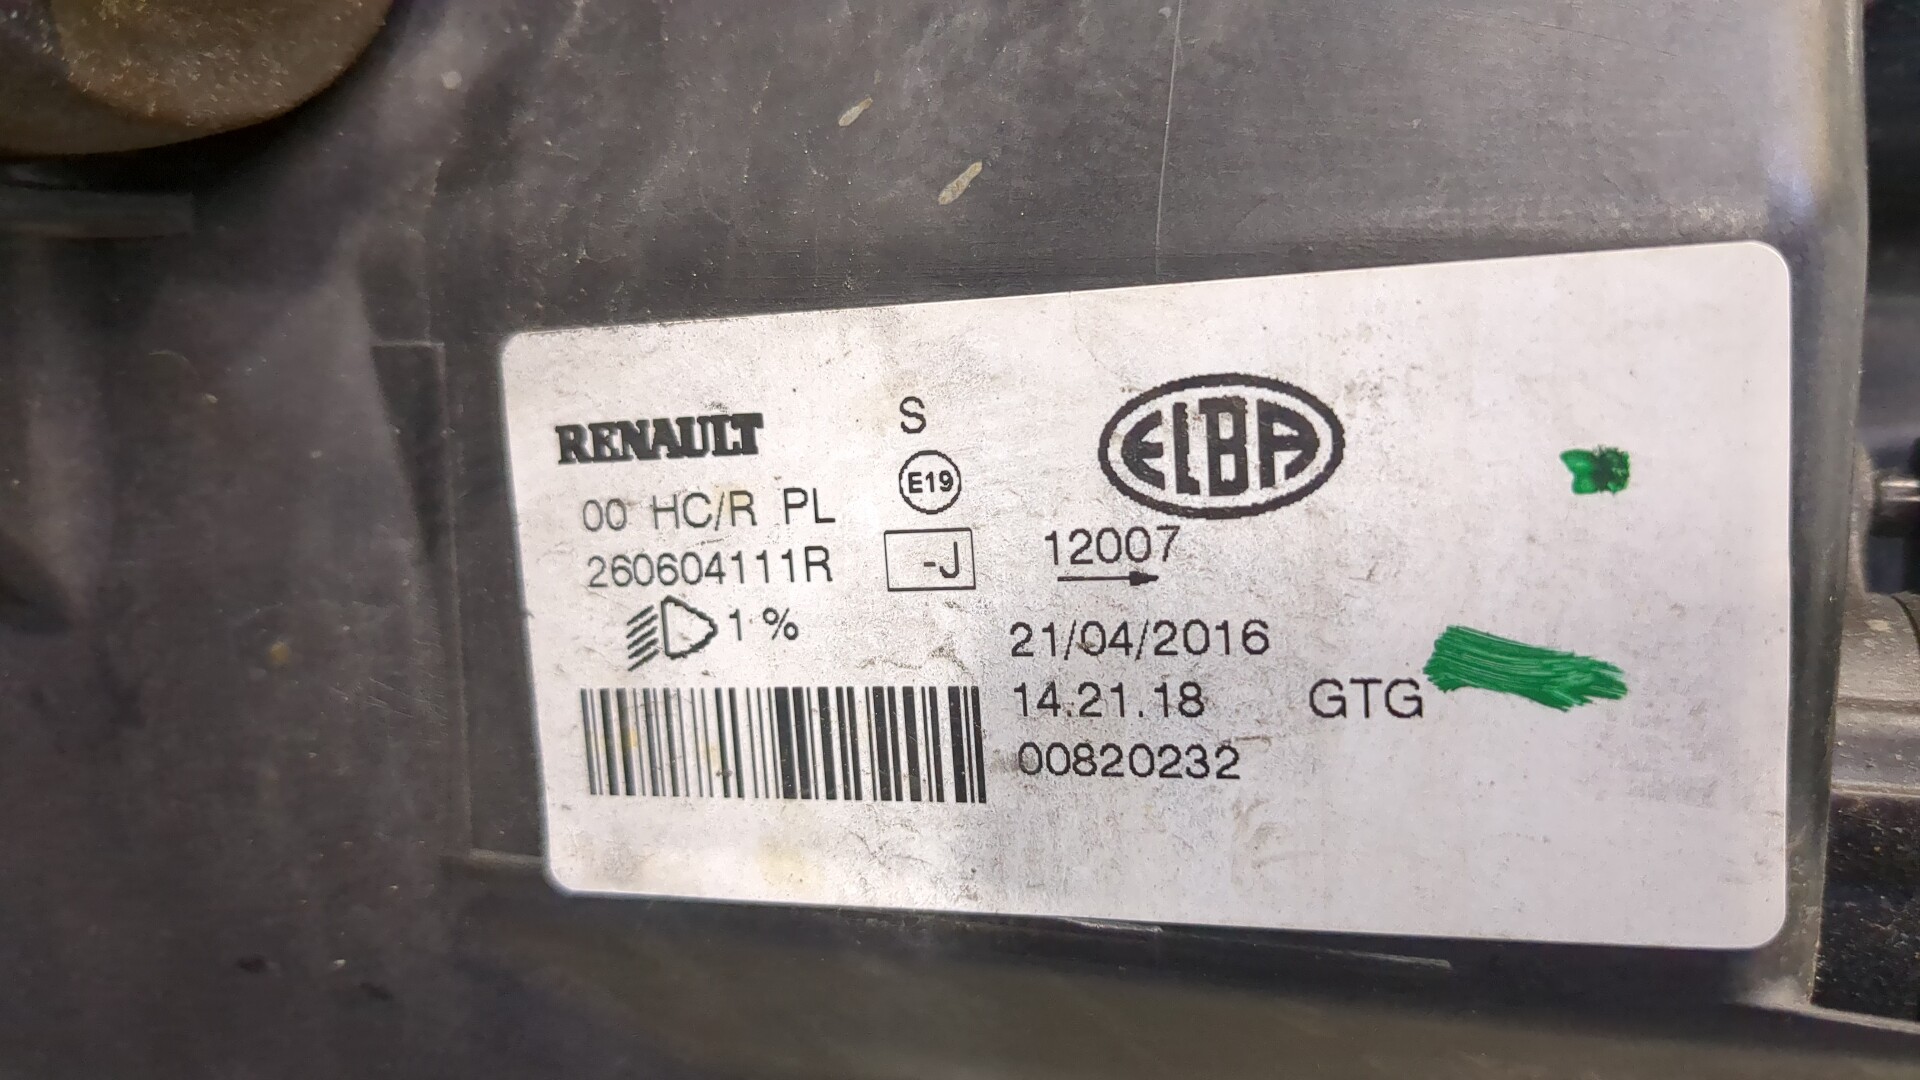 RENAULT
S
ELBA
00 HC/R PL
E19
260604111R
-J
12007
1 %
21/04/2016
14.21.18
GTG
00820232